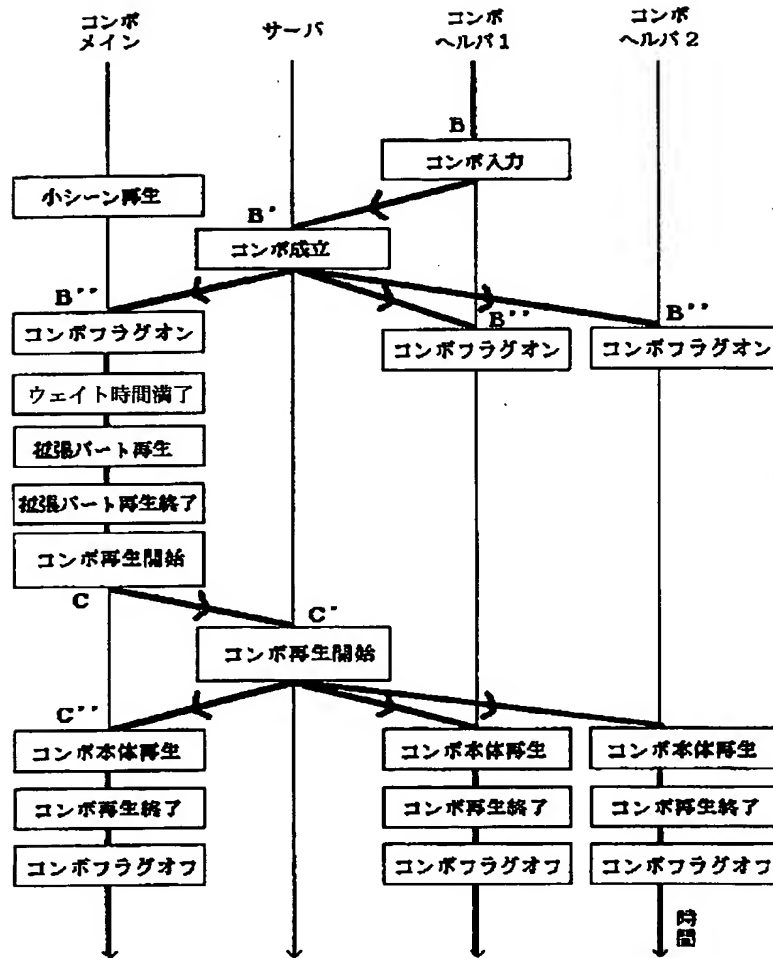 コンボ
メイン
サーバ
コンボ
ヘルパ1
コンボ
ヘルパ2
B
コンボ入力
小シーン再生
B'
コンボ成立
B''
コンボフラグオン
B''
コンボフラグオン
B''
コンボフラグオン
ウェイト時間満了
拡張パート再生
拡張パート再生終了
コンボ再生開始
C
C'
コンボ再生開始
C''
コンボ本体再生
コンボ本体再生
コンボ本体再生
コンボ再生終了
コンボ再生終了
コンボ再生終了
コンボフラグオフ
コンボフラグオフ
コンボフラグオフ
時間